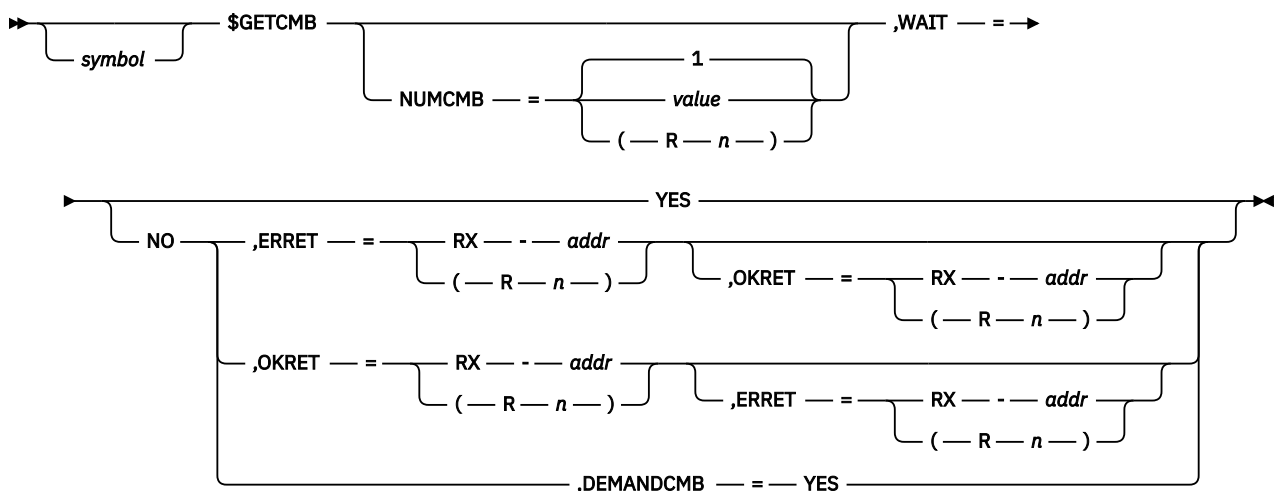 $GETCMB ,WAIT =
symbol
1
NUMCMB = value
( R n )
YES
NO ,ERRET = RX - addr
( R n ) ,OKRET = RX - addr
( R n )
,OKRET = RX - addr
( R n ) ,ERRET = RX - addr
( R n )
,DEMANDCMB = YES